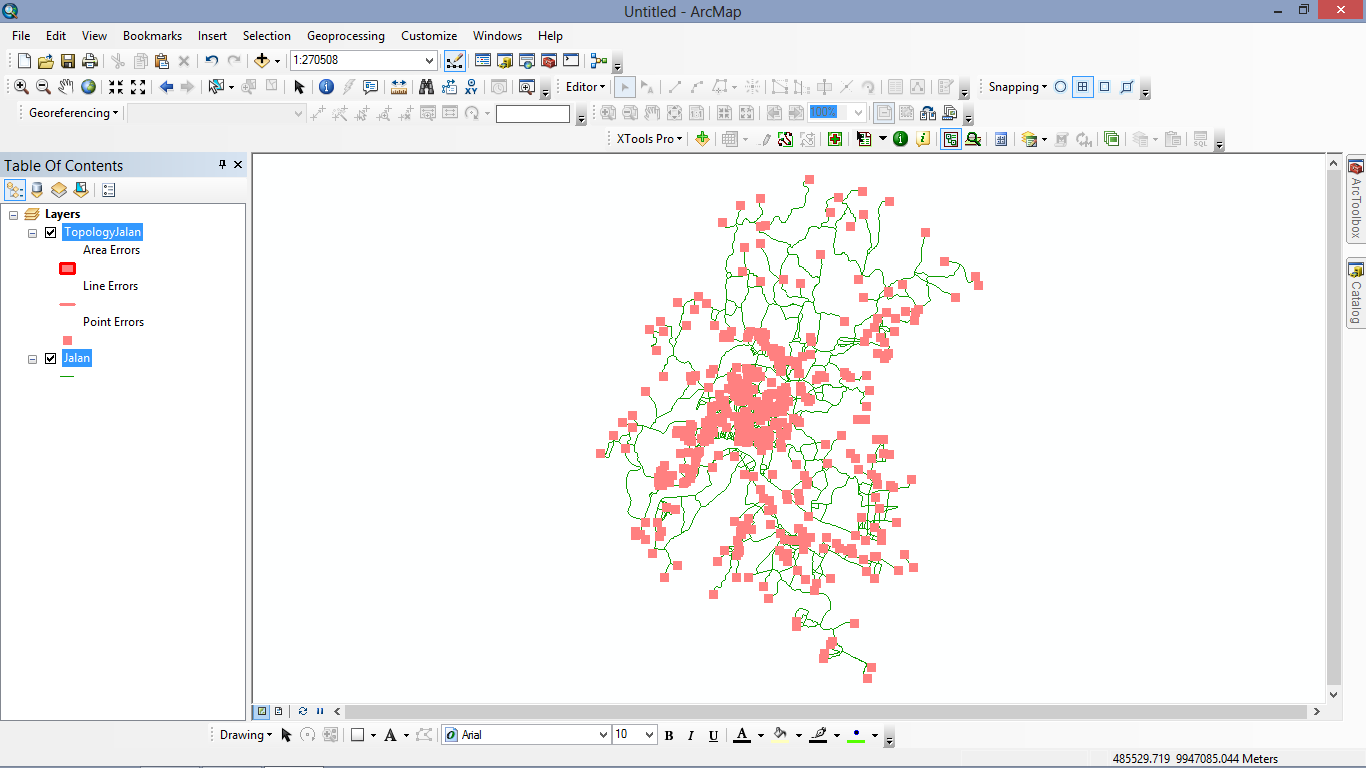 Untitled - ArcMap
File Edit View Bookmarks Insert Selection Geoprocessing Customize Windows Help
1:270508
Editor Snapping
Georeferencing 100%
XTools Pro
Table Of Contents
Layers
TopologyJalan
Area Errors
Line Errors
Point Errors
Jalan
ArcToolbox
Catalog
Drawing A Arial 10 B I U A
485529.719 9947085.044 Meters